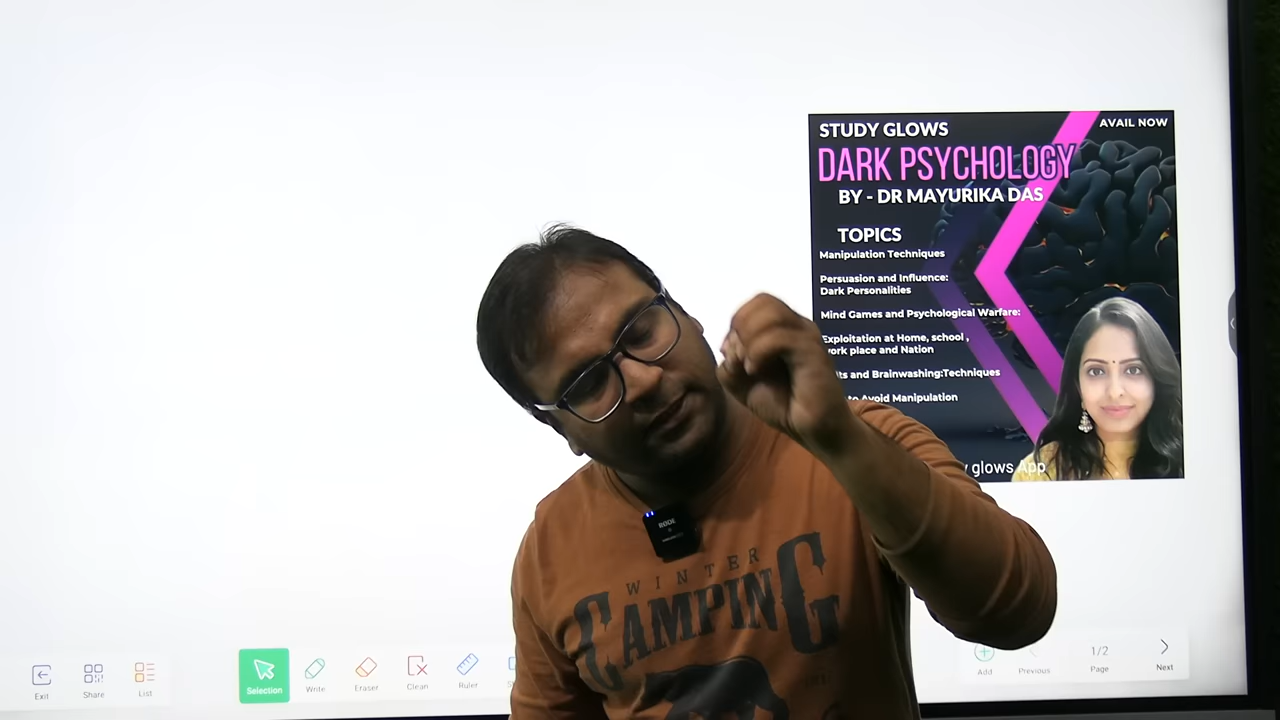 STUDY GLOWS
AVAIL NOW
DARK PSYCHOLOGY
BY - DR MAYURIKA DAS
TOPICS
Manipulation Techniques
Persuasion and Influence:
Dark Personalities
Mind Games and Psychological Warfare:
Exploitation at Home, school ,
work place and Nation
and Brainwashing:Techniques
to Avoid Manipulation
glows App
RODE
WINTER
CAMPING
Exit
Share
List
Selection
Write
Eraser
Clean
Ruler
Add
Previous
1/2
Page
Next